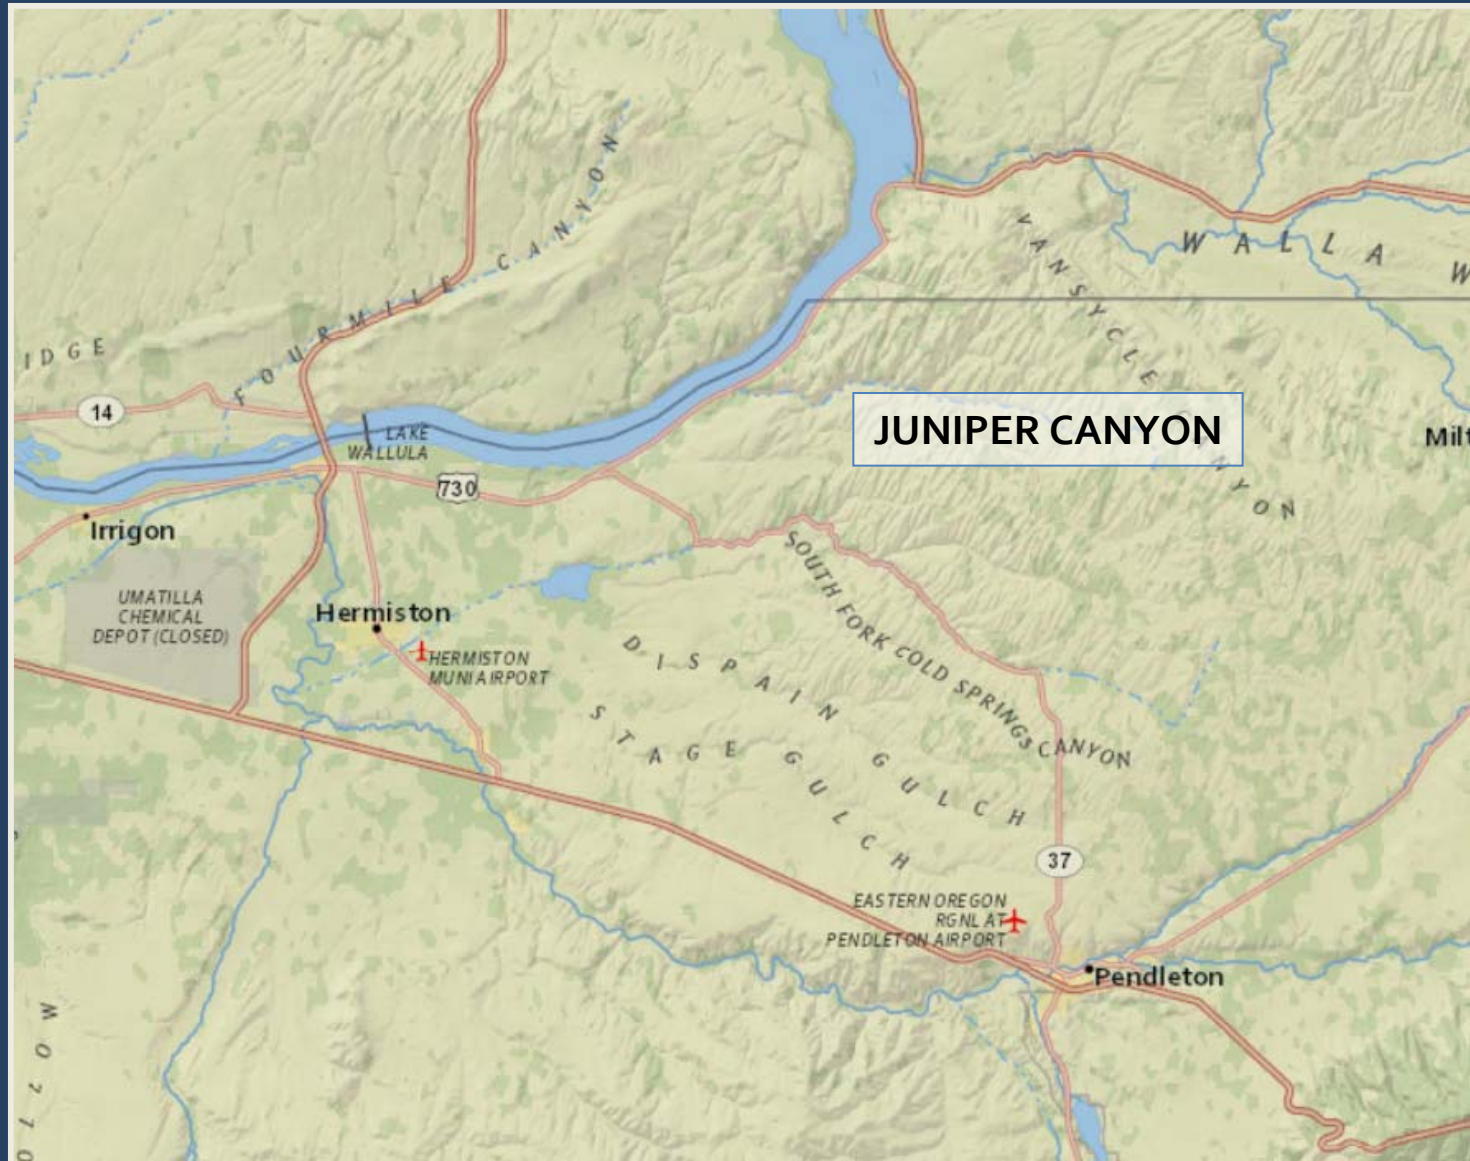 FOURMILE CANYON
VANSYCLE CANYON
WALLA W
IDGE
14
LAKE
WALLULA
JUNIPER CANYON
Milt
730
Irrigon
SOUTH FORK COLD SPRINGS CANYON
UMATILLA
CHEMICAL
DEPOT (CLOSED)
Hermiston
HERMISTON
MUNI AIRPORT
DISPAIN GULCH
STAGE GULCH
37
EASTERN OREGON
RGNL AT
PENDLETON AIRPORT
Pendleton